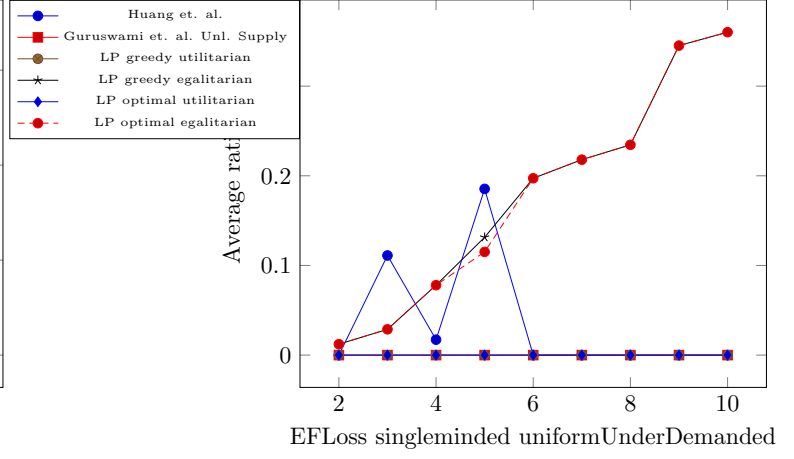 Huang et. al.
Guruswami et. al. Unl. Supply
LP greedy utilitarian
LP greedy egalitarian
LP optimal utilitarian
LP optimal egalitarian
Average
0.2
0.1
0
2 4 6 8 10
EFLoss singleminded uniformUnderDemanded